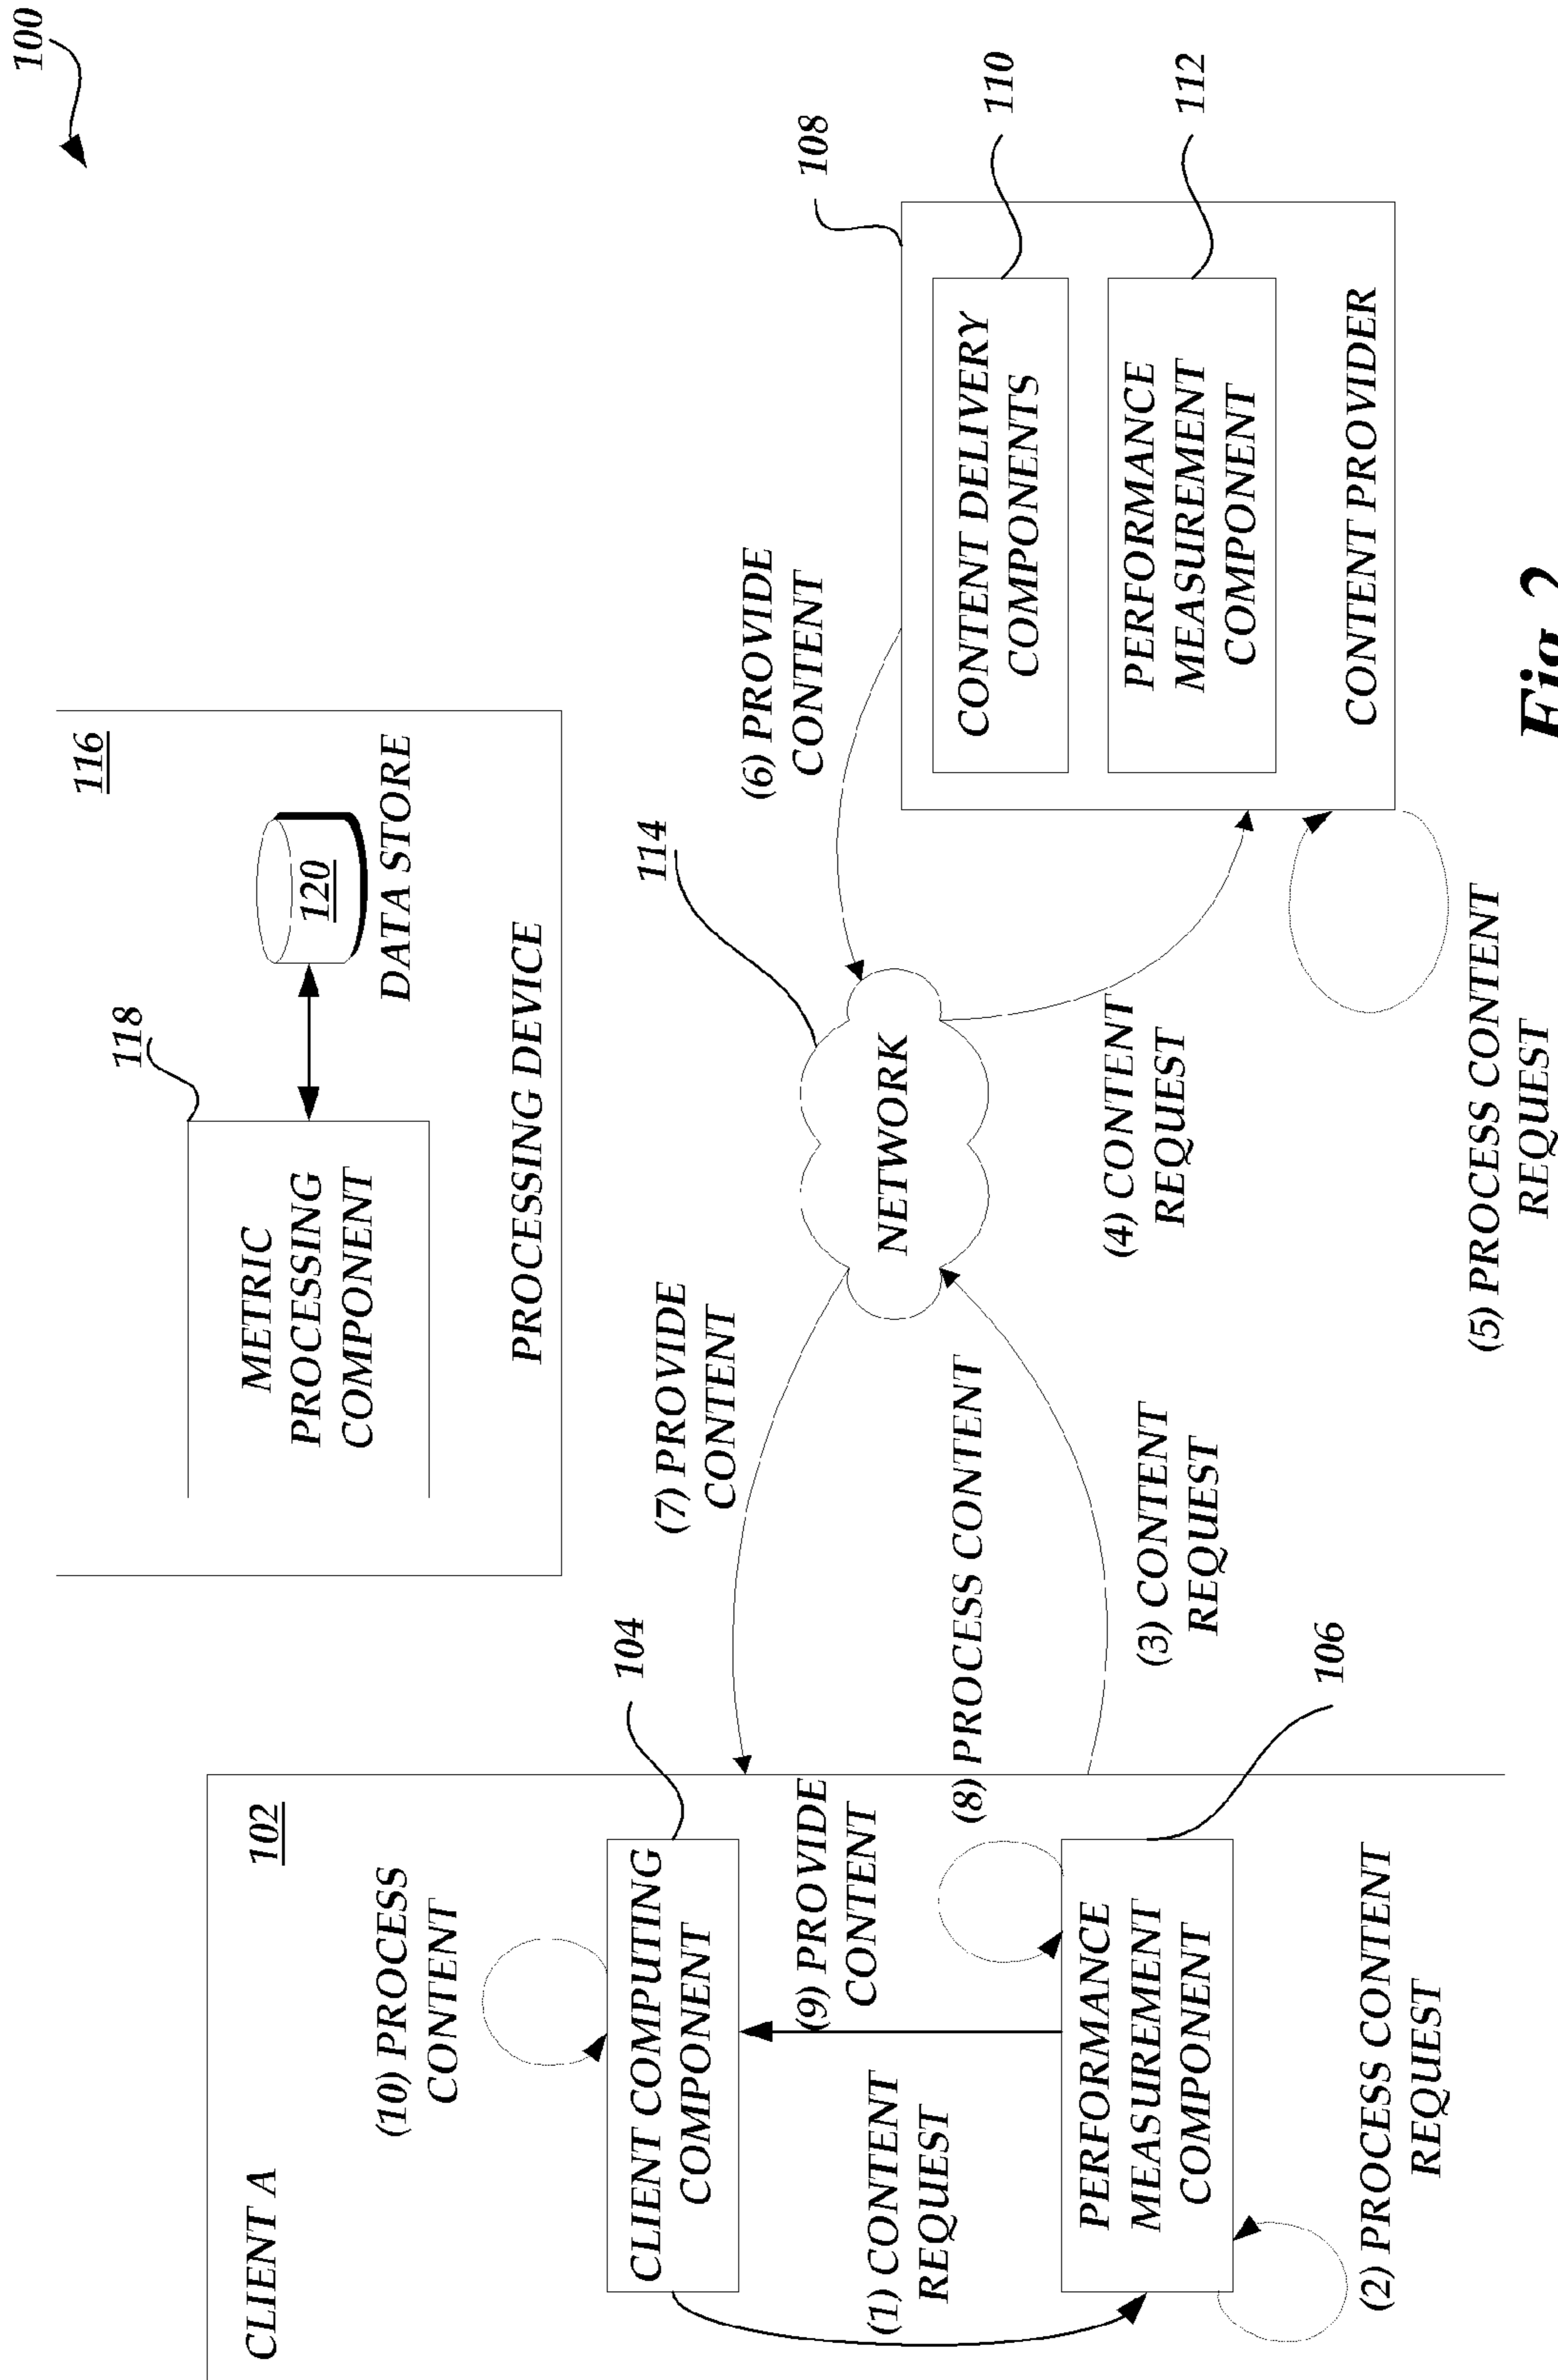 100
116
118
METRIC
PROCESSING
COMPONENT
120
DATA STORE
PROCESSING DEVICE
CLIENT A
102
(10) PROCESS
CONTENT
104
CLIENT COMPUTING
COMPONENT
(7) PROVIDE
CONTENT
114
(6) PROVIDE
CONTENT
108
(9) PROVIDE
CONTENT
(1) CONTENT
REQUEST
NETWORK
CONTENT DELIVERY
COMPONENTS
110
(8) PROCESS CONTENT
PERFORMANCE
MEASUREMENT
COMPONENT
106
(3) CONTENT
REQUEST
(4) CONTENT
REQUEST
PERFORMANCE
MEASUREMENT
COMPONENT
112
CONTENT PROVIDER
(2) PROCESS CONTENT
REQUEST
(5) PROCESS CONTENT
REQUEST
Fig.2